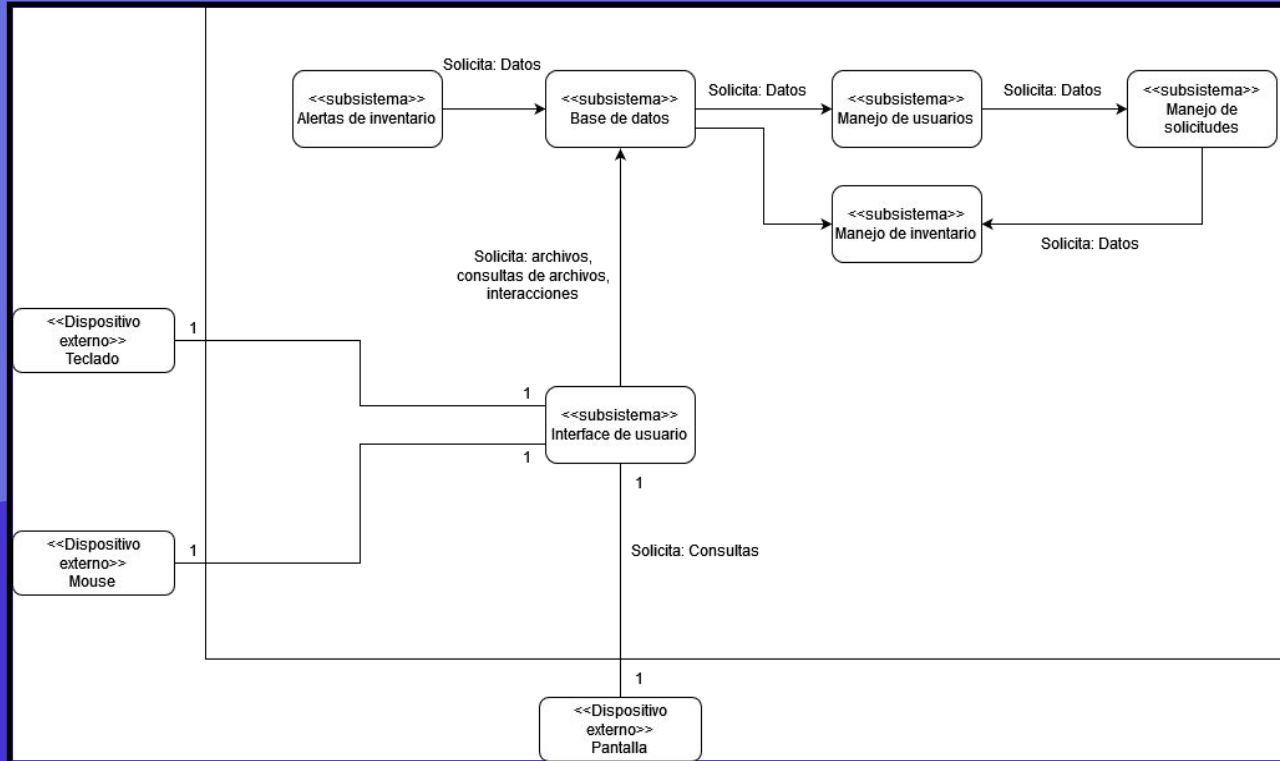 Solicita: Datos
<<subsistema>>
Alertas de inventario
<<subsistema>>
Base de datos
Solicita: Datos
<<subsistema>>
Manejo de usuarios
Solicita: Datos
<<subsistema>>
Manejo de
solicitudes
<<subsistema>>
Manejo de inventario
Solicita: Datos
Solicita: archivos,
consultas de archivos,
interacciones
<<Dispositivo
externo>>
Teclado
1
1
<<subsistema>>
Interface de usuario
1
1
<<Dispositivo
externo>>
Mouse
1
Solicita: Consultas
1
<<Dispositivo
externo>>
Pantalla